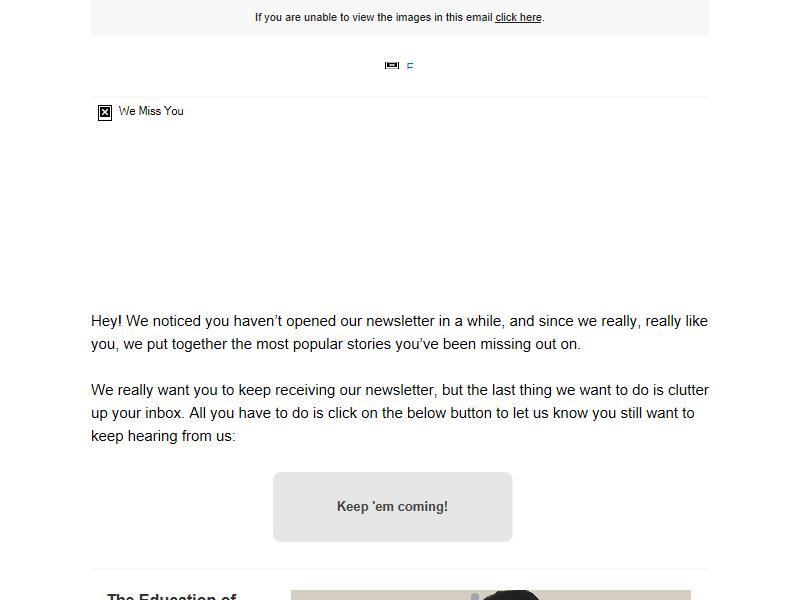 If you are unable to view the images in this email click here.
We Miss You
Hey! We noticed you haven’t opened our newsletter in a while, and since we really, really like
you, we put together the most popular stories you’ve been missing out on.
We really want you to keep receiving our newsletter, but the last thing we want to do is clutter
up your inbox. All you have to do is click on the below button to let us know you still want to
keep hearing from us:
Keep 'em coming!
The Education of